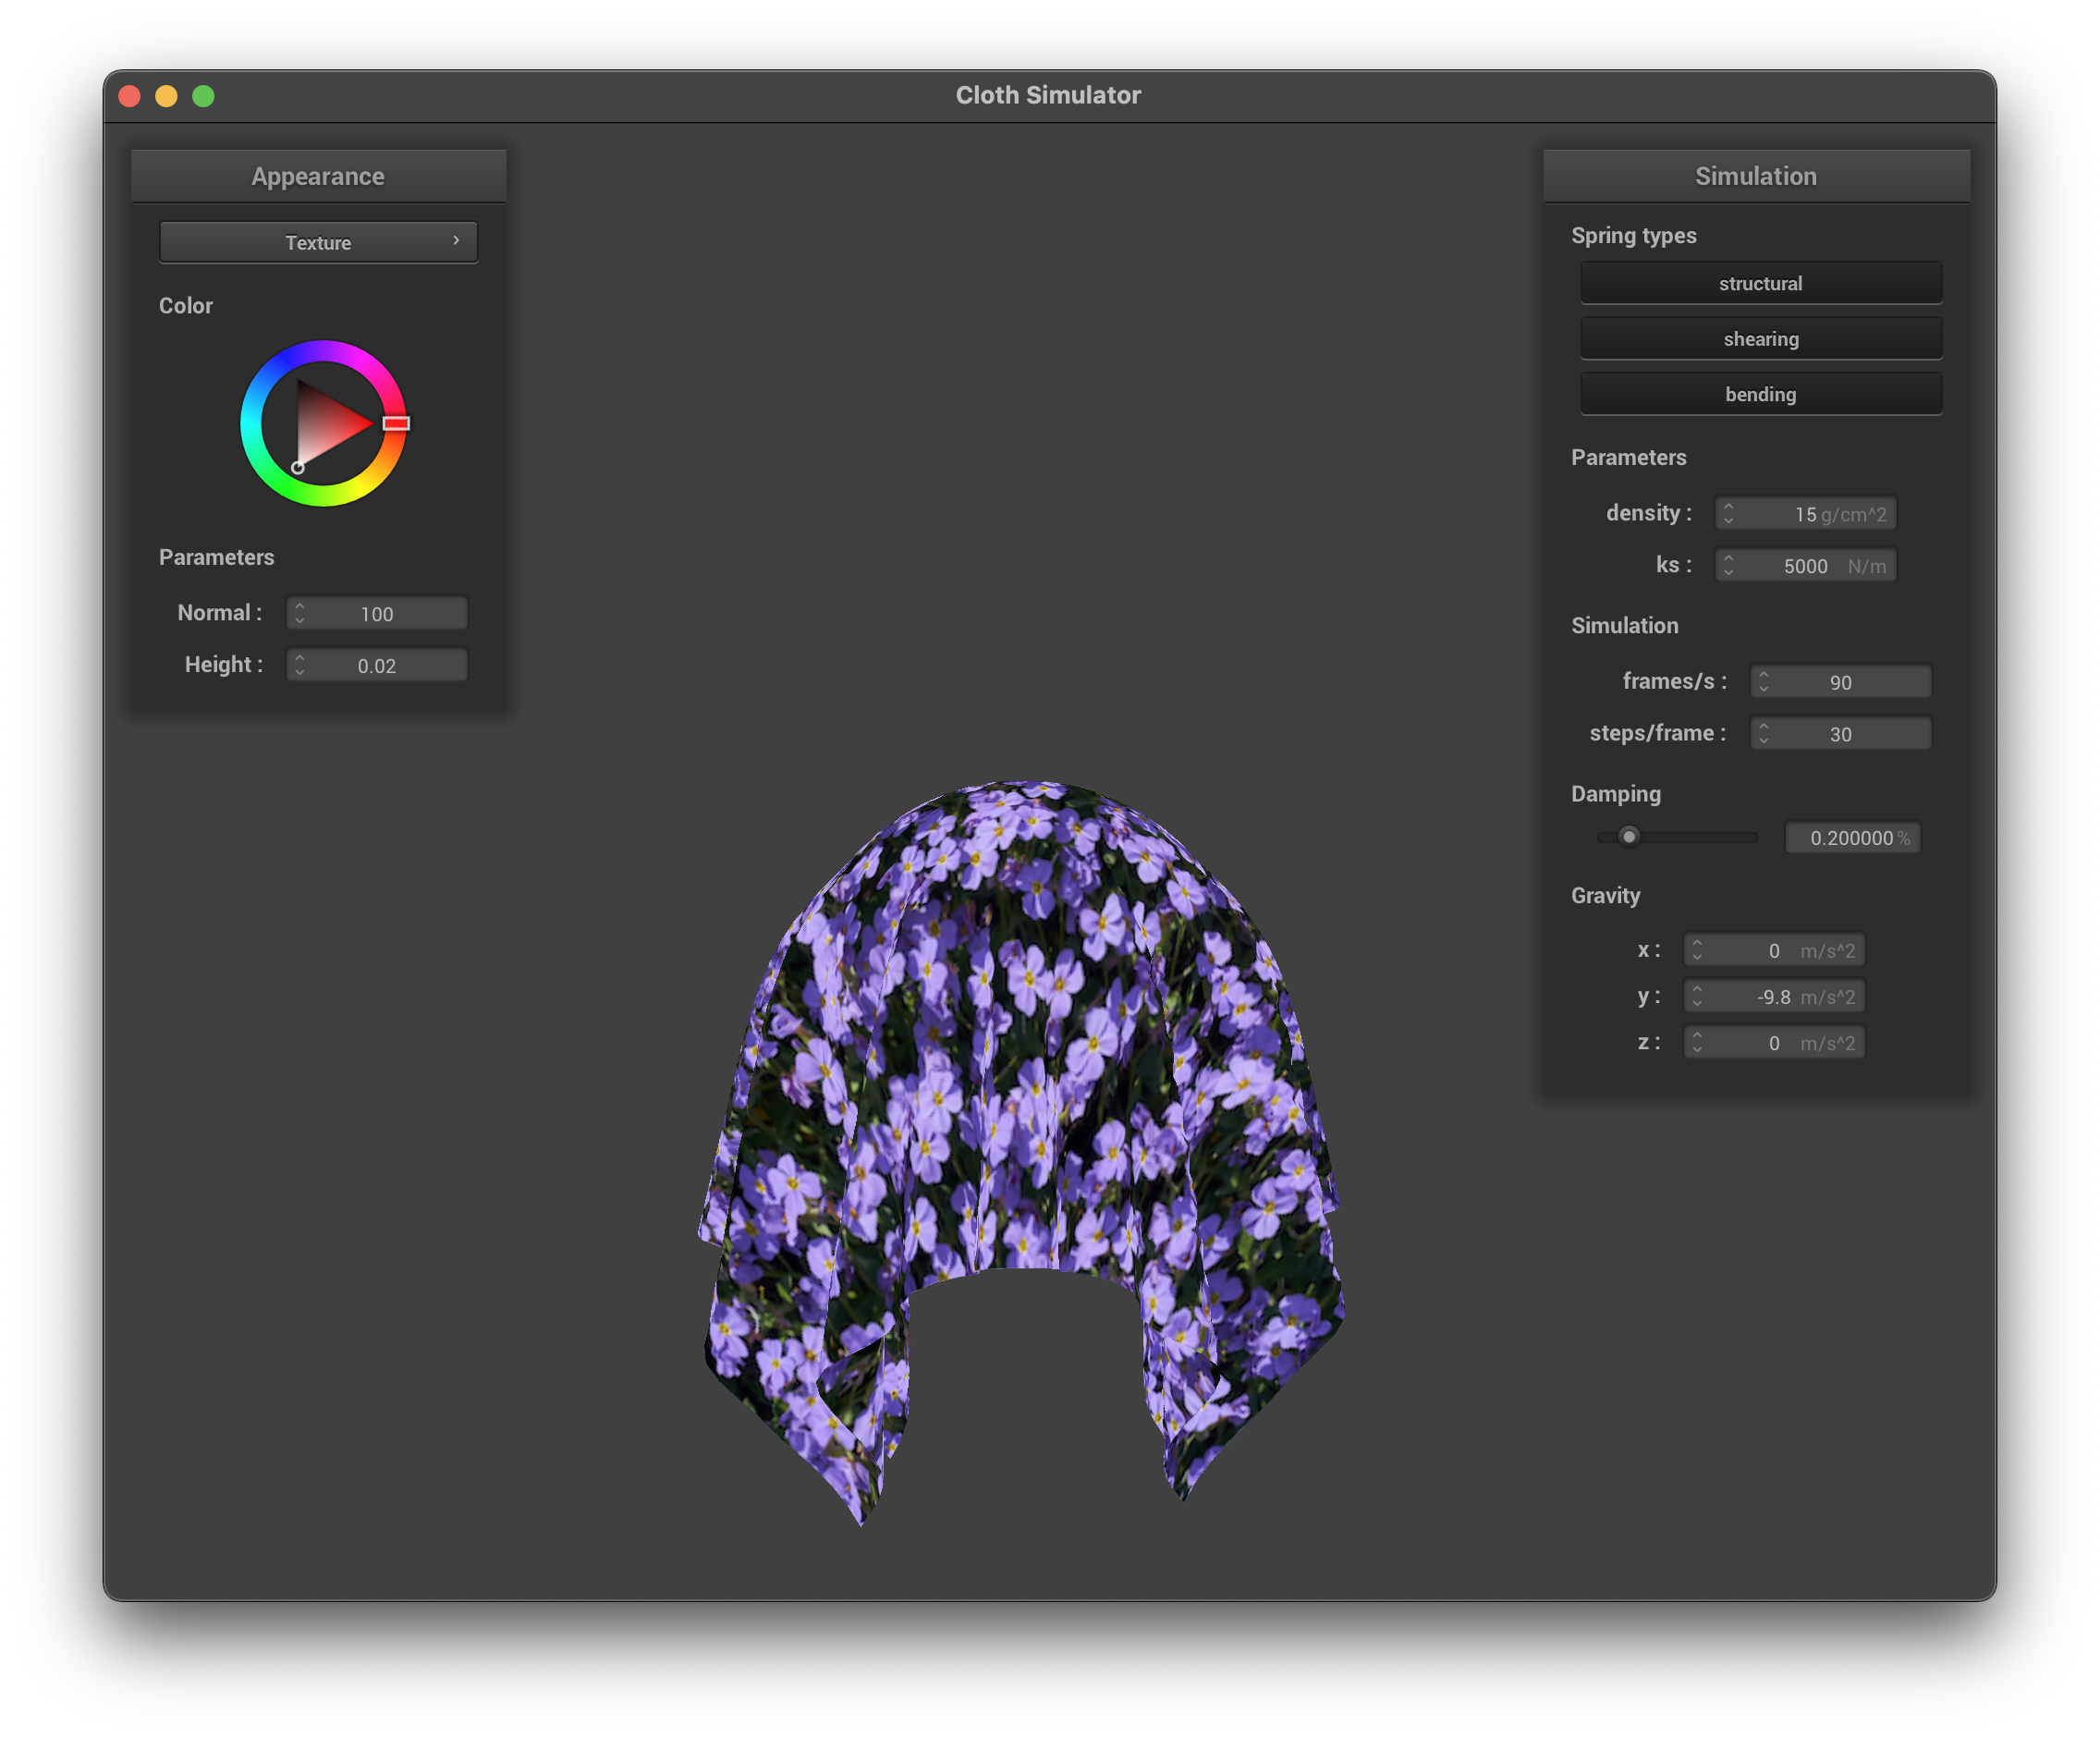 Cloth Simulator
Appearance
Texture
Color
Parameters
Normal :
100
Height :
0.02
Simulation
Spring types
structural
shearing
bending
Parameters
density :
15 g/cm^2
ks :
5000 N/m
Simulation
frames/s :
90
steps/frame :
30
Damping
0.200000 %
Gravity
x :
0 m/s^2
y :
-9.8 m/s^2
z :
0 m/s^2